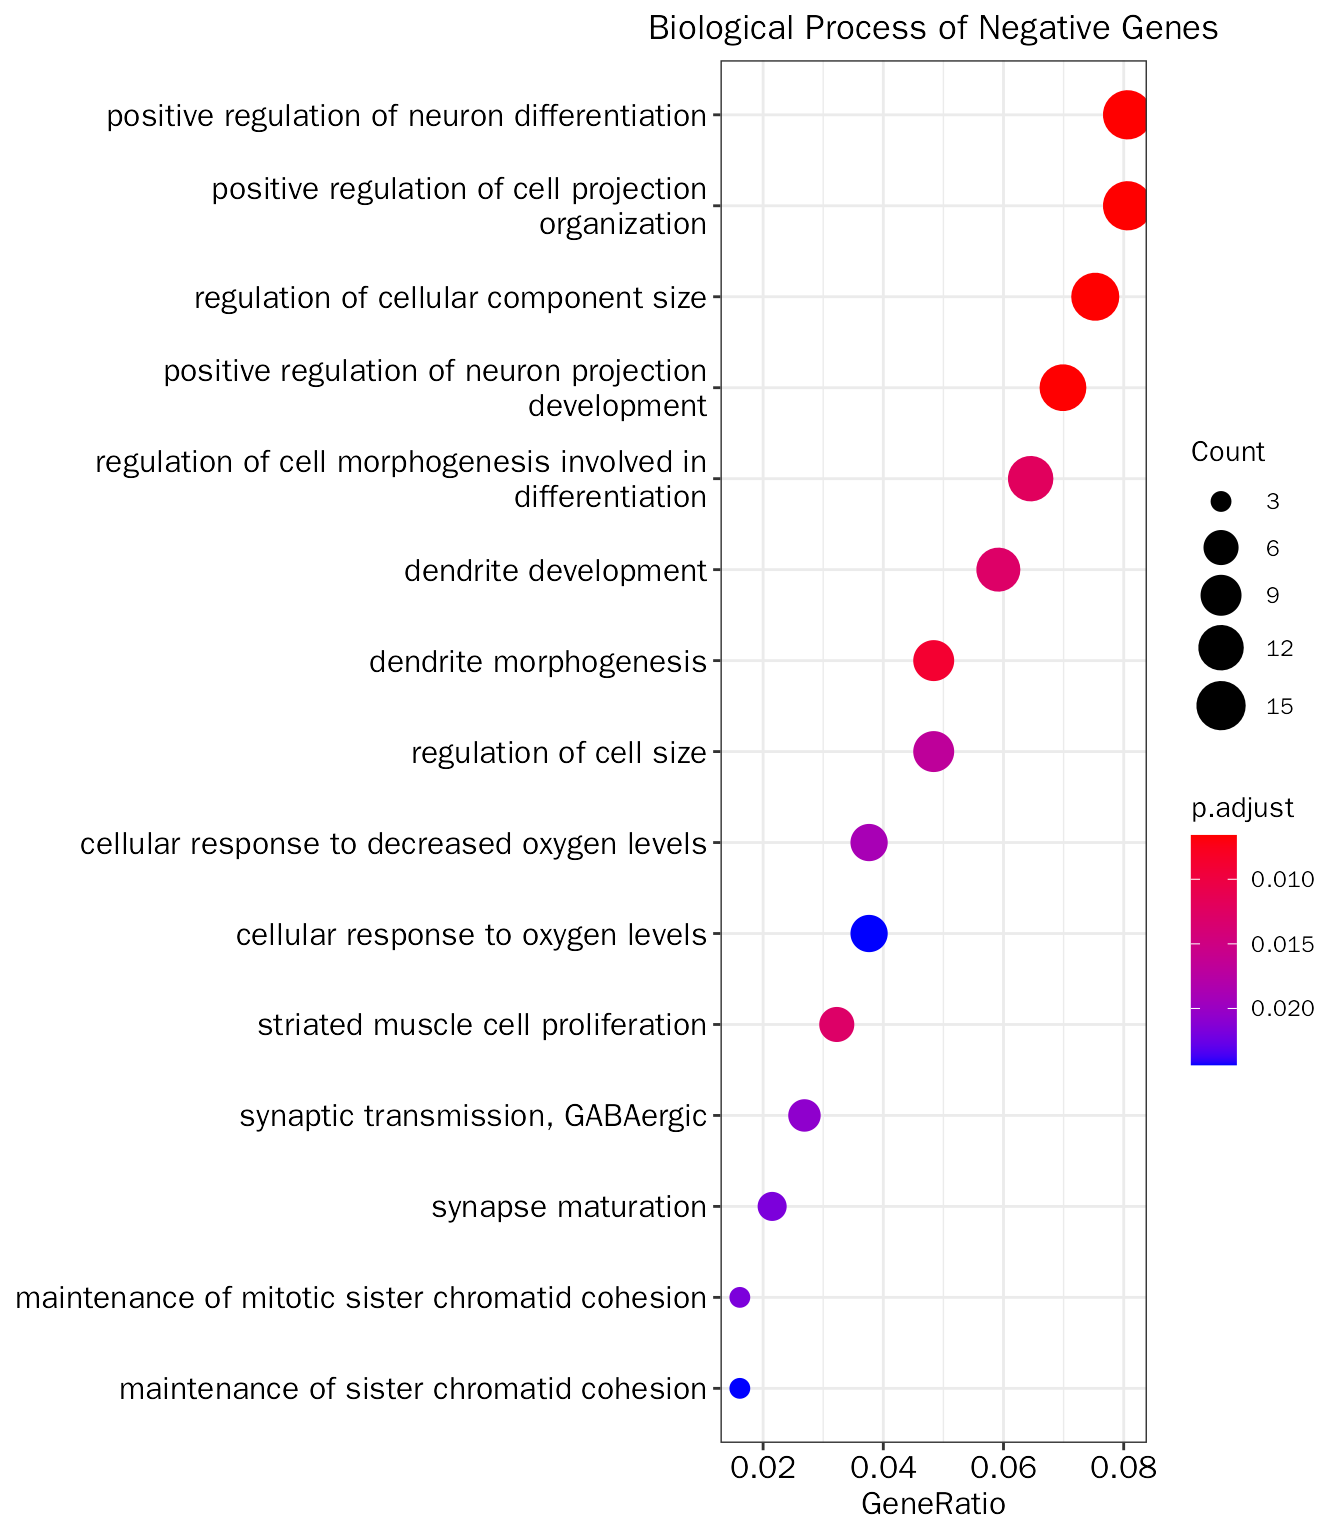 Biological Process of Negative Genes
positive regulation of neuron differentiation
positive regulation of cell projection
organization
regulation of cellular component size
positive regulation of neuron projection
development
regulation of cell morphogenesis involved in
differentiation
dendrite development
dendrite morphogenesis
regulation of cell size
cellular response to decreased oxygen levels
cellular response to oxygen levels
striated muscle cell proliferation
synaptic transmission, GABAergic
synapse maturation
maintenance of mitotic sister chromatid cohesion
maintenance of sister chromatid cohesion
0.02 0.04 0.06 0.08
GeneRatio
Count
3
6
9
12
15
p.adjust
0.010
0.015
0.020